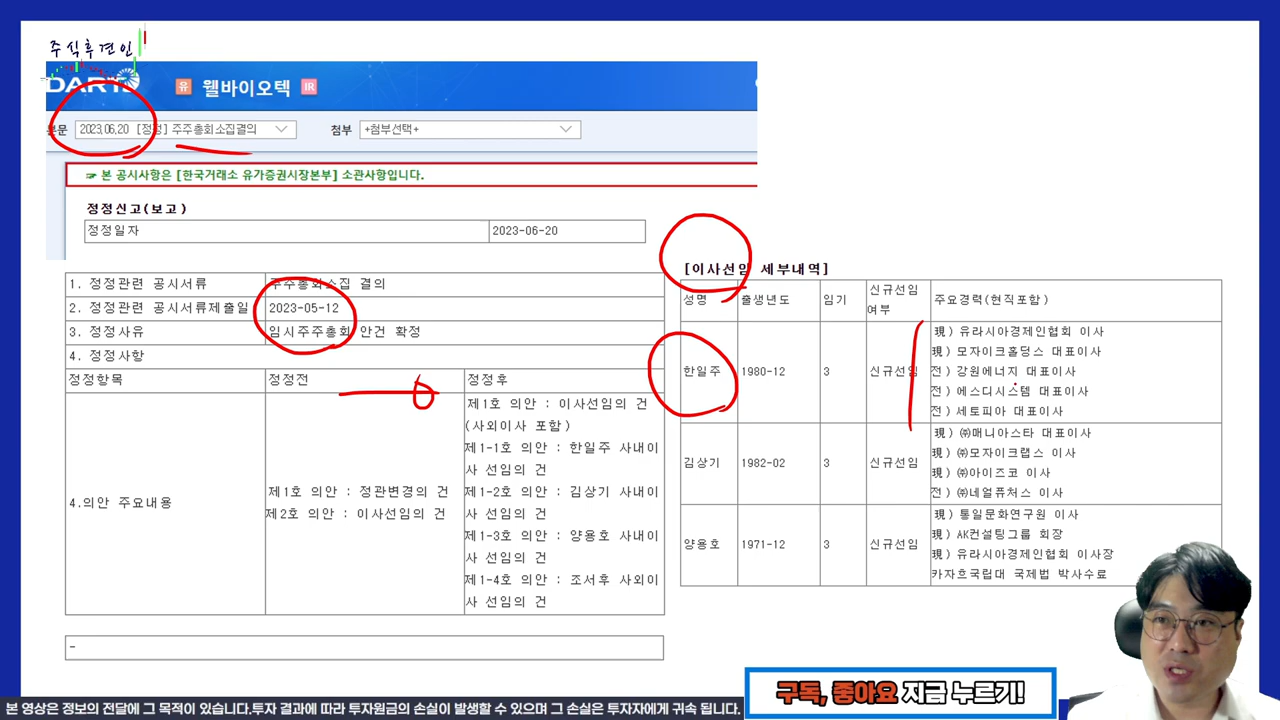 주식후견인
DART
유 웰바이오텍 IR
본문 2023.06.20 [정정] 주주총회소집결의 첨부 +첨부선택+
☞ 본 공시사항은 [한국거래소 유가증권시장본부] 소관사항입니다.
정정신고(보고)
정정일자 2023-06-20
1. 정정관련 공시서류 주주총회소집 결의
2. 정정관련 공시서류제출일 2023-05-12
3. 정정사유 임시주주총회 안건 확정
4. 정정사항
정정항목 정정전 정정후
4.의안 주요내용
제1호 의안 : 정관변경의 건
제2호 의안 : 이사선임의 건
제1호 의안 : 이사선임의 건
(사외이사 포함)
제1-1호 의안 : 한일주 사내이
사 선임의 건
제1-2호 의안 : 김상기 사내이
사 선임의 건
제1-3호 의안 : 양용호 사내이
사 선임의 건
제1-4호 의안 : 조서후 사외이
사 선임의 건
-
[이사선임 세부내역]
성명 출생년도 임기 신규선임
여부 주요경력(현직포함)
한일주 1980-12 3 신규선임
現) 유라시아경제인협회 이사
現) 모자이크홀딩스 대표이사
전) 강원에너지 대표이사
전) 에스디시스템 대표이사
전) 세토피아 대표이사
김상기 1982-02 3 신규선임
現) ㈜매니아스타 대표이사
現) ㈜모자이크랩스 이사
現) ㈜아이즈코 이사
전) ㈜네얼퓨처스 이사
양용호 1971-12 3 신규선임
現) 통일문화연구원 이사
現) AK컨설팅그룹 회장
現) 유라시아경제인협회 이사장
카자흐국립대 국제법 박사수료
구독, 좋아요 지금 누르기!
본 영상은 정보의 전달에 그 목적이 있습니다.투자 결과에 따라 투자원금의 손실이 발생할 수 있으며 그 손실은 투자자에게 귀속 됩니다.